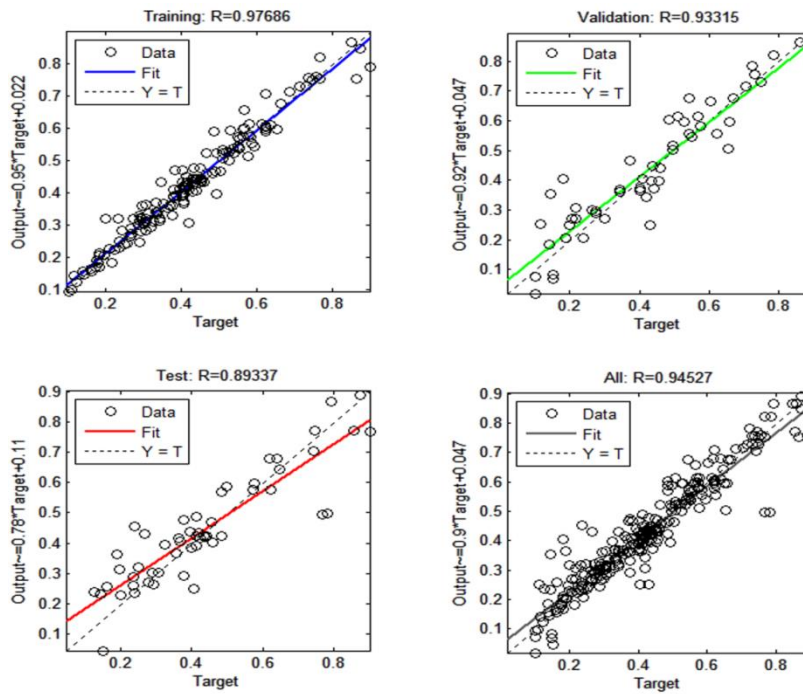 Training: R=0.97686
Output~=0.95*Target+0.022
0.8
0.7
0.6
0.5
0.4
0.3
0.2
0.1
Data
Fit
Y = T
0.2 0.4 0.6 0.8
Target
Validation: R=0.93315
Output~=0.92*Target+0.047
0.8
0.7
0.6
0.5
0.4
0.3
0.2
0.1
Data
Fit
Y = T
0.2 0.4 0.6 0.8
Target
Test: R=0.89337
Output~=0.78*Target+0.11
0.9
0.8
0.7
0.6
0.5
0.4
0.3
0.2
0.1
Data
Fit
Y = T
0.2 0.4 0.6 0.8
Target
All: R=0.94527
Output~=0.9*Target+0.047
0.9
0.8
0.7
0.6
0.5
0.4
0.3
0.2
0.1
Data
Fit
Y = T
0.2 0.4 0.6 0.8
Target